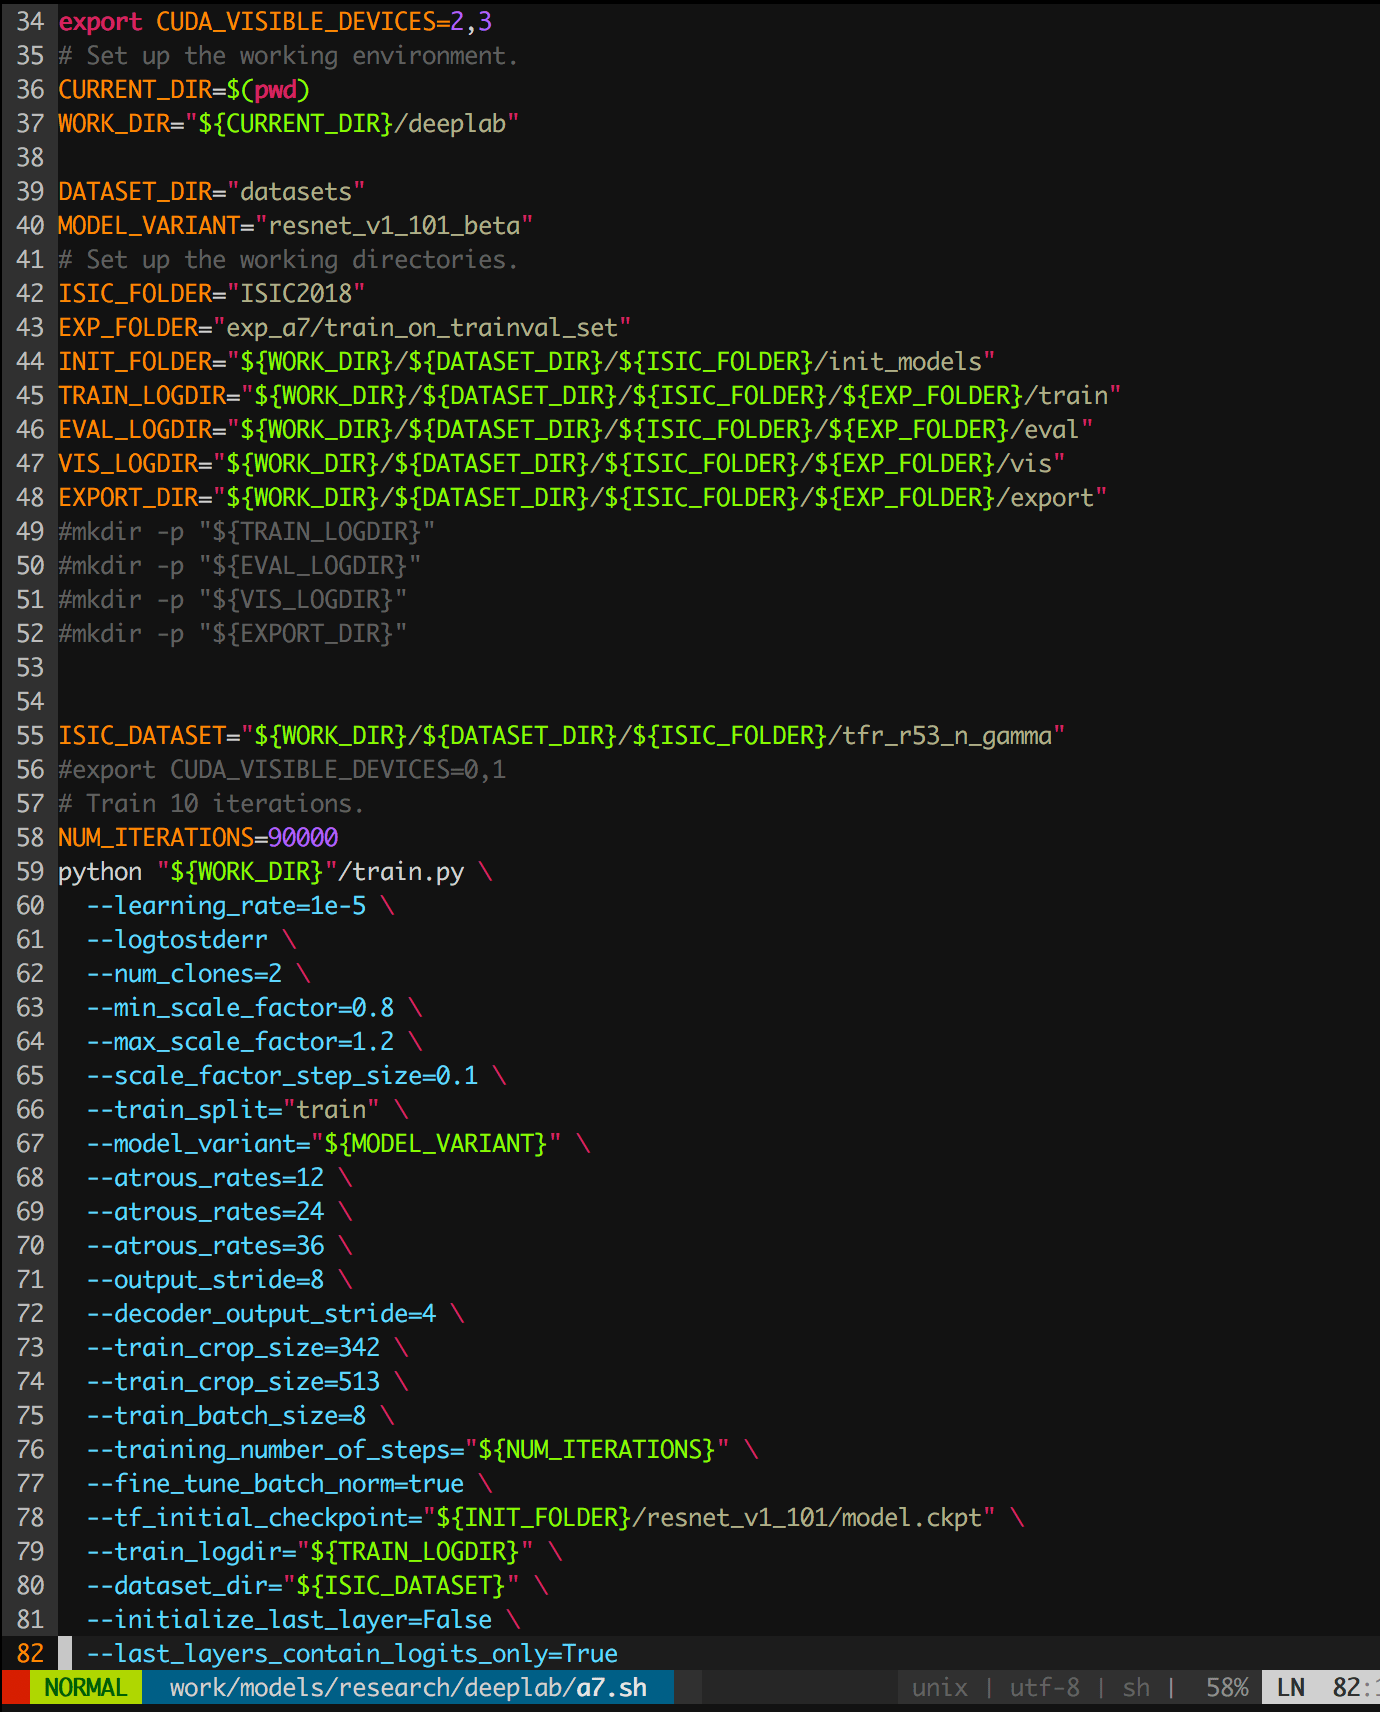 34 export CUDA_VISIBLE_DEVICES=2,3
35 # Set up the working environment.
36 CURRENT_DIR=$(pwd)
37 WORK_DIR="${CURRENT_DIR}/deeplab"
38
39 DATASET_DIR="datasets"
40 MODEL_VARIANT="resnet_v1_101_beta"
41 # Set up the working directories.
42 ISIC_FOLDER="ISIC2018"
43 EXP_FOLDER="exp_a7/train_on_trainval_set"
44 INIT_FOLDER="${WORK_DIR}/${DATASET_DIR}/${ISIC_FOLDER}/init_models"
45 TRAIN_LOGDIR="${WORK_DIR}/${DATASET_DIR}/${ISIC_FOLDER}/${EXP_FOLDER}/train"
46 EVAL_LOGDIR="${WORK_DIR}/${DATASET_DIR}/${ISIC_FOLDER}/${EXP_FOLDER}/eval"
47 VIS_LOGDIR="${WORK_DIR}/${DATASET_DIR}/${ISIC_FOLDER}/${EXP_FOLDER}/vis"
48 EXPORT_DIR="${WORK_DIR}/${DATASET_DIR}/${ISIC_FOLDER}/${EXP_FOLDER}/export"
49 #mkdir -p "${TRAIN_LOGDIR}"
50 #mkdir -p "${EVAL_LOGDIR}"
51 #mkdir -p "${VIS_LOGDIR}"
52 #mkdir -p "${EXPORT_DIR}"
53
54
55 ISIC_DATASET="${WORK_DIR}/${DATASET_DIR}/${ISIC_FOLDER}/tfr_r53_n_gamma"
56 #export CUDA_VISIBLE_DEVICES=0,1
57 # Train 10 iterations.
58 NUM_ITERATIONS=90000
59 python "${WORK_DIR}"/train.py \
60   --learning_rate=1e-5 \
61   --logtostderr \
62   --num_clones=2 \
63   --min_scale_factor=0.8 \
64   --max_scale_factor=1.2 \
65   --scale_factor_step_size=0.1 \
66   --train_split="train" \
67   --model_variant="${MODEL_VARIANT}" \
68   --atrous_rates=12 \
69   --atrous_rates=24 \
70   --atrous_rates=36 \
71   --output_stride=8 \
72   --decoder_output_stride=4 \
73   --train_crop_size=342 \
74   --train_crop_size=513 \
75   --train_batch_size=8 \
76   --training_number_of_steps="${NUM_ITERATIONS}" \
77   --fine_tune_batch_norm=true \
78   --tf_initial_checkpoint="${INIT_FOLDER}/resnet_v1_101/model.ckpt" \
79   --train_logdir="${TRAIN_LOGDIR}" \
80   --dataset_dir="${ISIC_DATASET}" \
81   --initialize_last_layer=False \
82   --last_layers_contain_logits_only=True
NORMAL work/models/research/deeplab/a7.sh unix | utf-8 | sh | 58% LN 82: